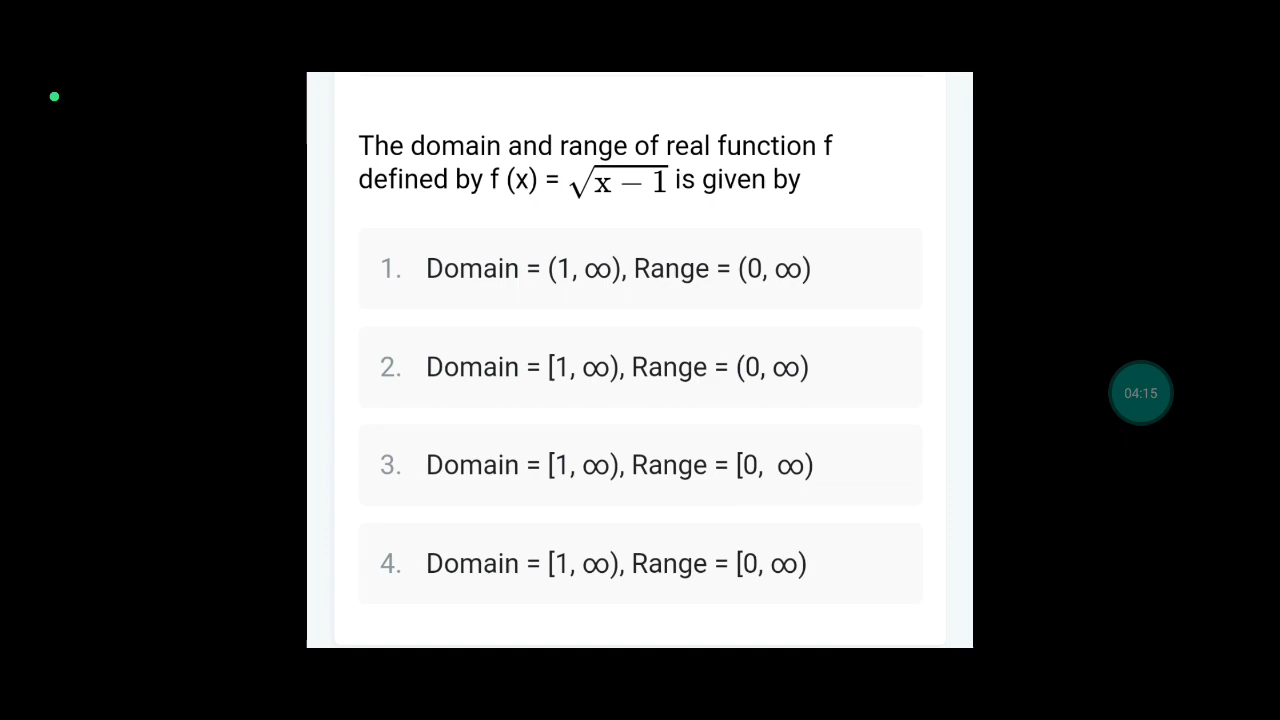 The domain and range of real function f
defined by f (x) = √x − 1 is given by
1. Domain = (1, ∞), Range = (0, ∞)
2. Domain = [1, ∞), Range = (0, ∞)
3. Domain = [1, ∞), Range = [0, ∞)
4. Domain = [1, ∞), Range = [0, ∞)
04:15